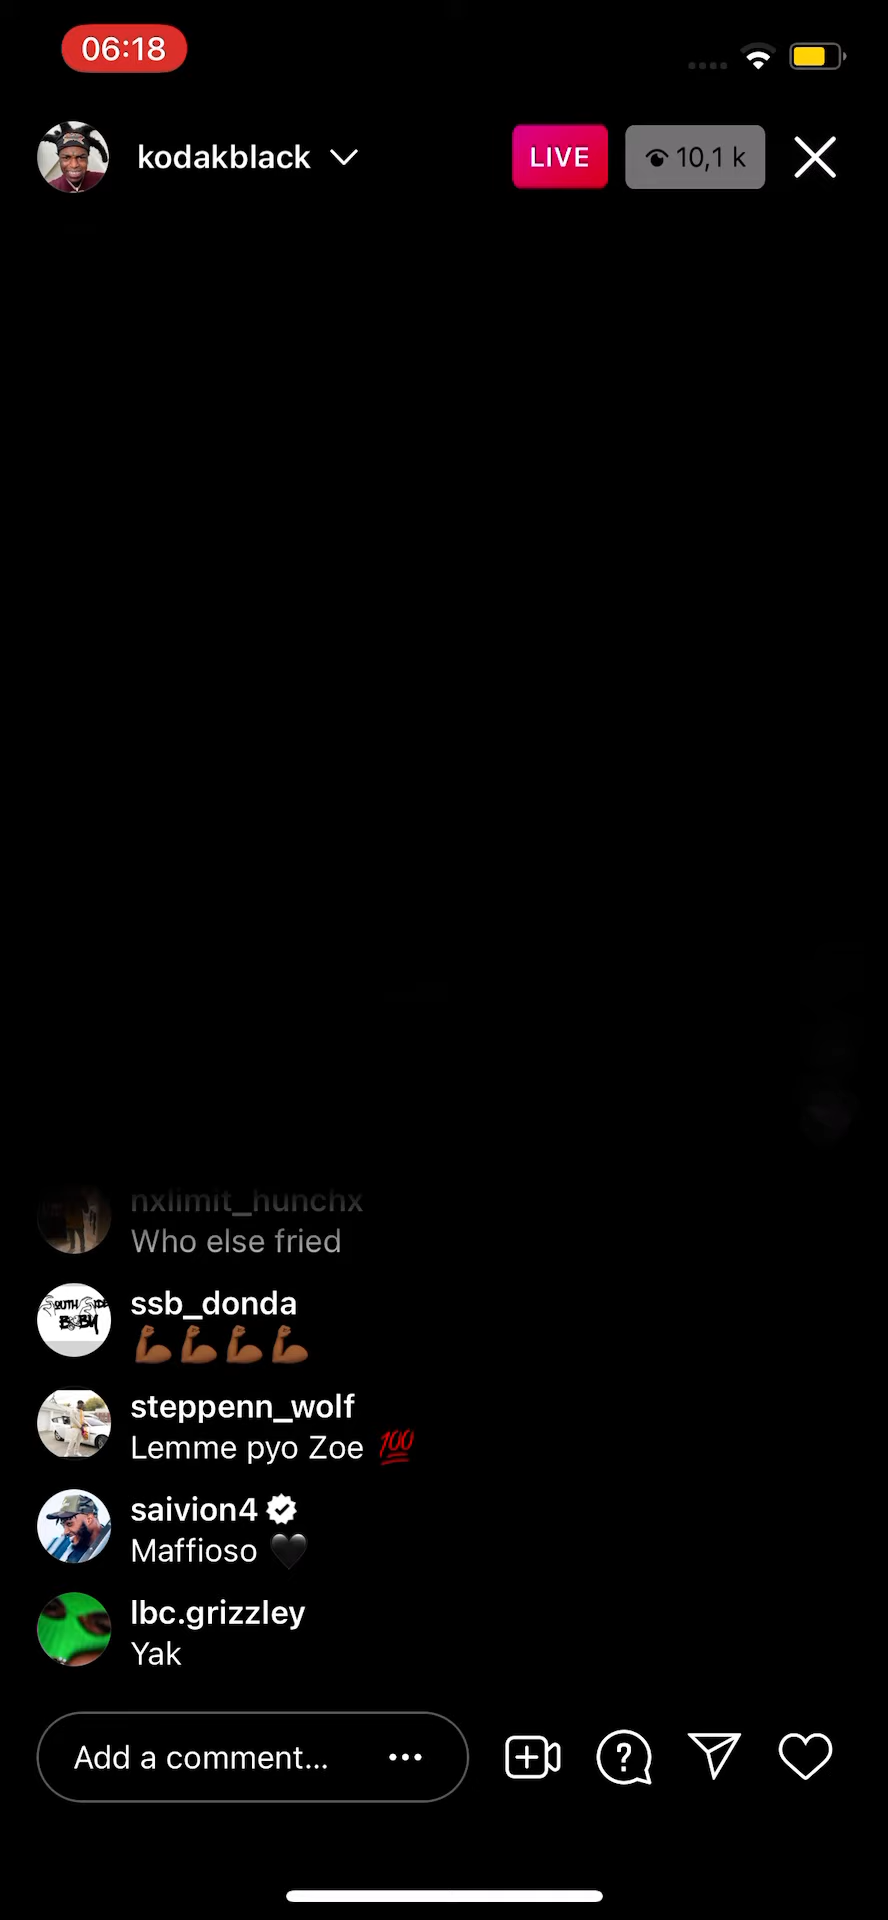 06:18
kodakblack
LIVE
10,1 k
nxlimit_hunchx
Who else fried
ssb_donda
💪🏾💪🏾💪🏾💪🏾
steppenn_wolf
Lemme pyo Zoe 💯
saivion4
Maffioso 🖤
lbc.grizzley
Yak
Add a comment...